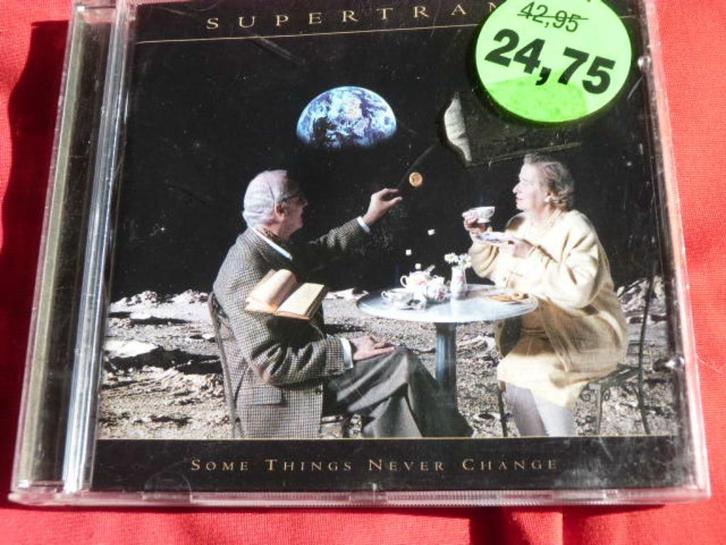 SUPERTRAM
42,95
24,75
SOME THINGS NEVER CHANGE